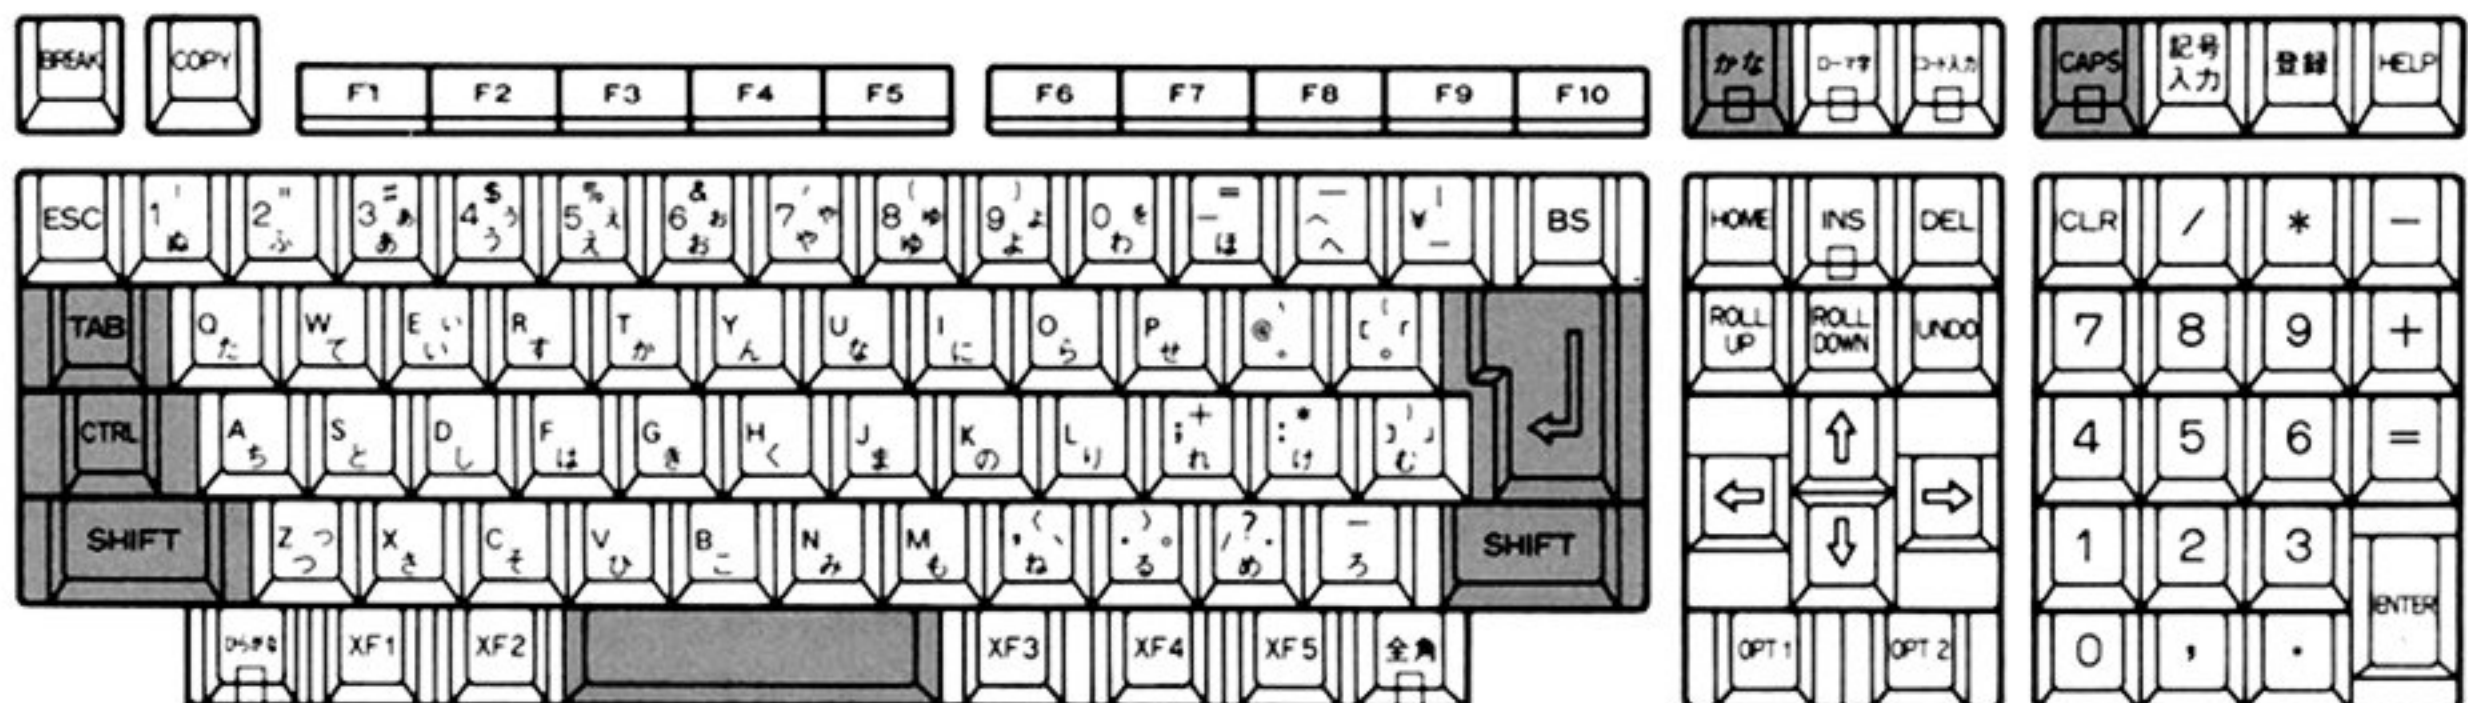 BREAK COPY F1 F2 F3 F4 F5 F6 F7 F8 F9 F10 かな ローマ字 コード入力 CAPS 記号入力 登録 HELP
ESC 1 ! ぬ 2 " ふ 3 # ぁ あ 4 $ ぅ う 5 % ぇ え 6 & ぉ お 7 ' ゃ や 8 ( ゅ ゆ 9 ) ょ よ 0 を わ - = ほ ^ ー へ ¥ | ー BS HOME INS DEL CLR / * -
TAB Q た W て E ぃ い R す T か Y ん U な I に O ら P せ @ ` ゛ [ { 「 ゜ ROLL UP ROLL DOWN UNDO 7 8 9 +
CTRL A ち S と D し F は G き H く J ま K の L り ; + れ : * け ] } 」 む ↑ 4 5 6 =
SHIFT Z っ つ X さ C そ V ひ B こ N み M も , < 、 ね . > 。 る / ? ・ め _ ろ SHIFT ← ↓ → 1 2 3 ENTER
ひらがな XF1 XF2 XF3 XF4 XF5 全角 OPT 1 OPT 2 0 , .